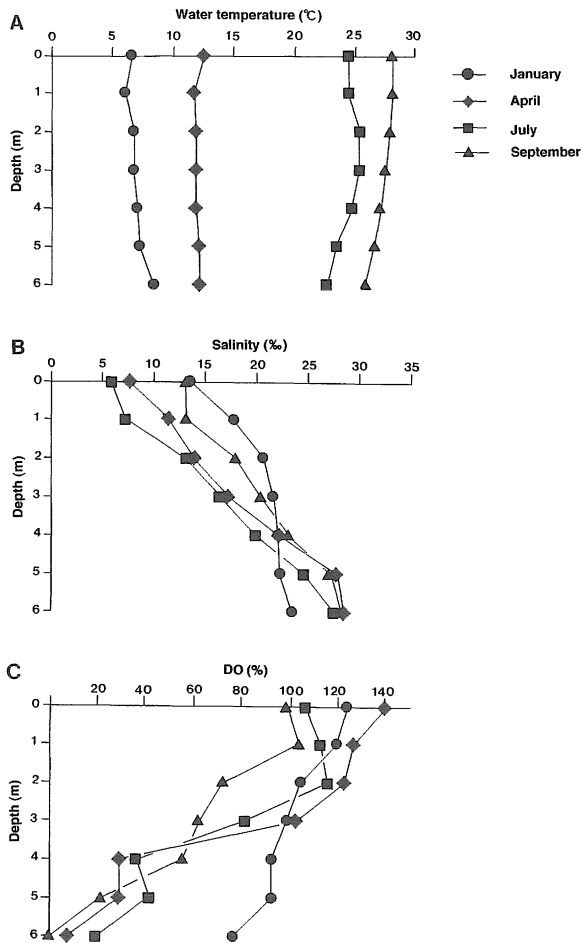 A
Water temperature (℃)
0 5 10 15 20 25 30
Depth (m)
0
1
2
3
4
5
6
January
April
July
September
B
Salinity (‰)
0 5 10 15 20 25 30 35
Depth (m)
0
1
2
3
4
5
6
C
DO (%)
20 40 60 80 100 120 140
Depth (m)
0
1
2
3
4
5
6